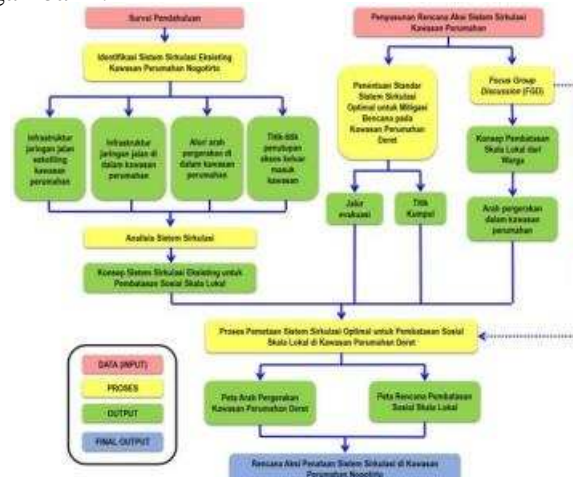 Survei Pendahuluan
Identifikasi Sistem Sirkulasi Eksisting
Kawasan Perumahan Nogotirto
Infrastruktur
jaringan jalan
sekeliling
kawasan
perumahan
Infrastruktur
jaringan jalan di
dalam kawasan
perumahan
Alur/ arah
pergerakan di
dalam kawasan
perumahan
Titik-titik
penutupan
akses keluar
masuk
kawasan
Analisis Sistem Sirkulasi
Konsep Sistem Sirkulasi Eksisting untuk
Pembatasan Sosial Skala Lokal
Penyusunan Rencana Aksi Sistem Sirkulasi
Kawasan Perumahan
Penentuan Standar
Sistem Sirkulasi
Optimal untuk Mitigasi
Bencana pada
Kawasan Perumahan
Deret
Jalur
evakuasi
Titik
Kumpul
Focus Group
Discussion (FGD)
Konsep Pembatasan
Skala Lokal dari
Warga
Arah pergerakan
dalam kawasan
perumahan
Proses Pemetaan Sistem Sirkulasi Optimal untuk Pembatasan Sosial
Skala Lokal di Kawasan Perumahan Deret
Peta Arah Pergerakan
Kawasan Perumahan Deret
Peta Rencana Pembatasan
Sosial Skala Lokal
Rencana Aksi Penataan Sistem Sirkulasi di Kawasan
Perumahan Nogotirto
DATA (INPUT)
PROSES
OUTPUT
FINAL OUTPUT